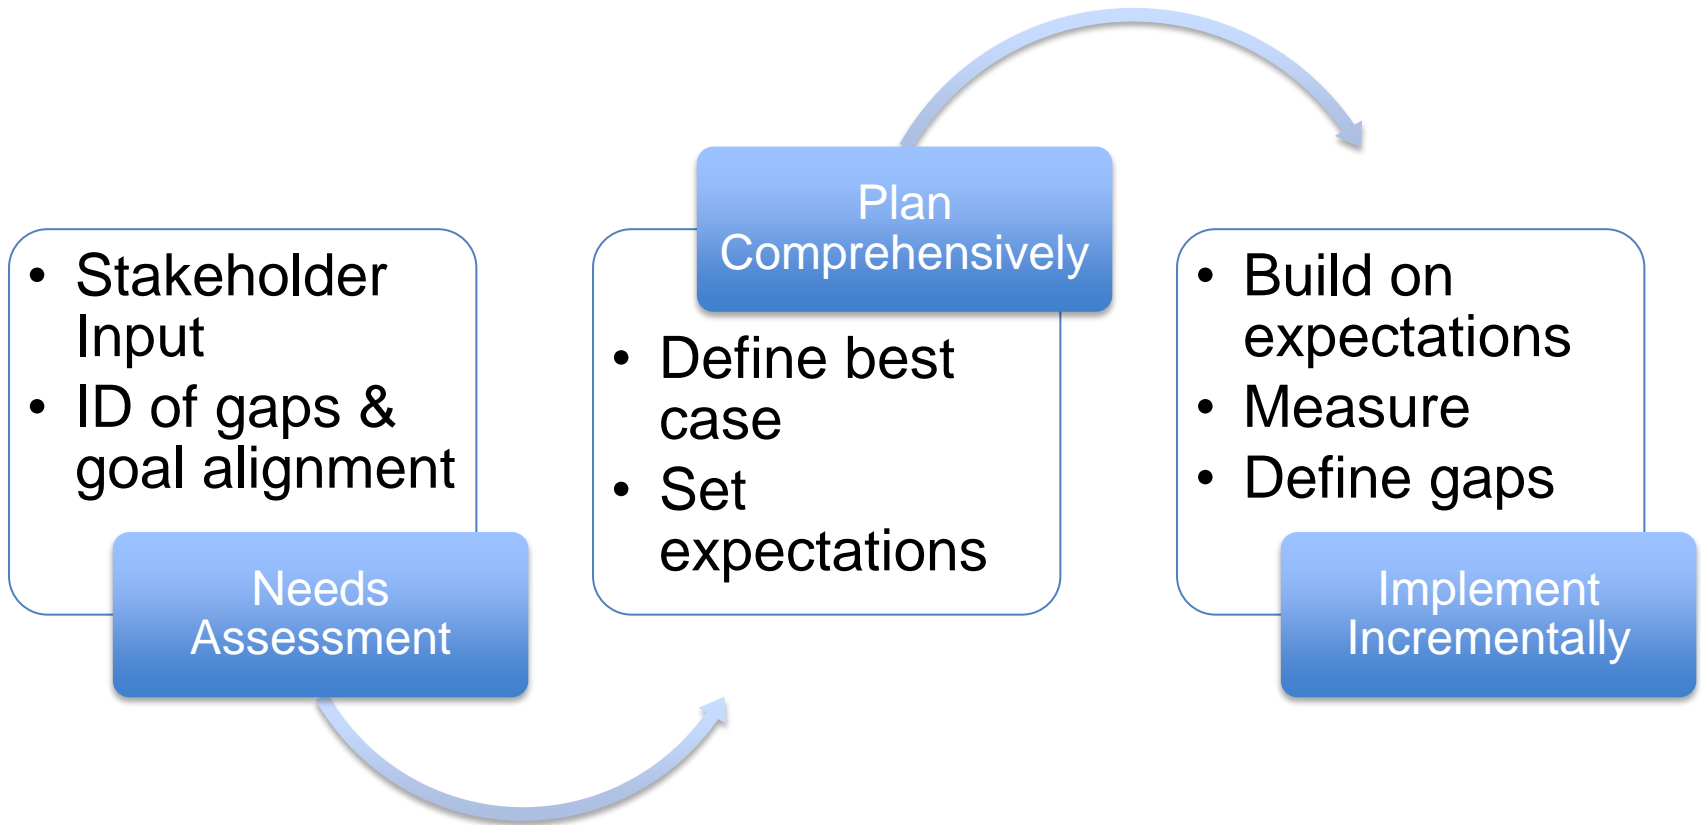 • Stakeholder
Input
• ID of gaps &
goal alignment
Needs
Assessment
Plan
Comprehensively
• Define best
case
• Set
expectations
• Build on
expectations
• Measure
• Define gaps
Implement
Incrementally